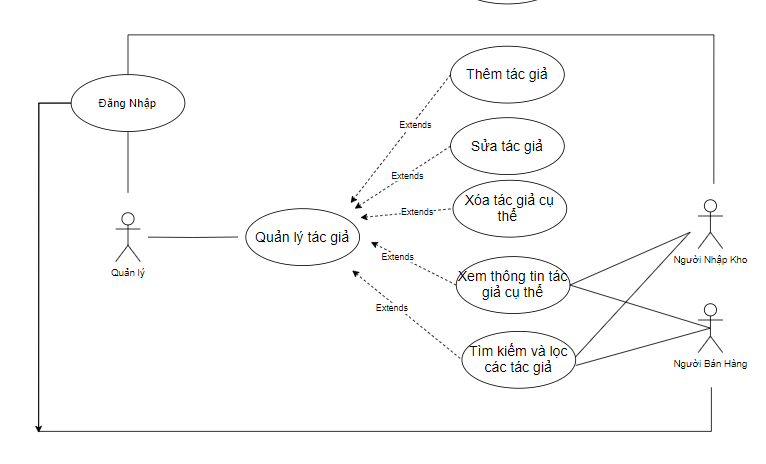 Thêm tác giả
Đăng Nhập
Extends
Sửa tác giả
Extends
Xóa tác giả cụ
thể
Extends
Quản lý tác giả
Quản lý
Người Nhập Kho
Extends
Xem thông tin tác
giả cụ thể
Extends
Tìm kiếm và lọc
các tác giả
Người Bán Hàng